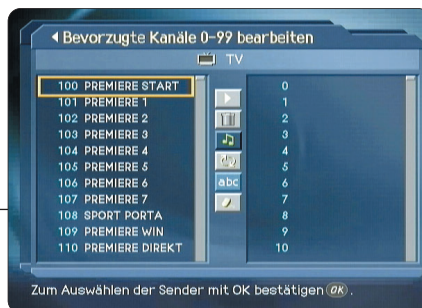 Bevorzugte Kanäle 0-99 bearbeiten
TV
100 PREMIERE START 0
101 PREMIERE 1 1
102 PREMIERE 2 2
103 PREMIERE 3 3
104 PREMIERE 4 4
105 PREMIERE 5 5
106 PREMIERE 6 abc 6
107 PREMIERE 7 7
108 SPORT PORTA 8
109 PREMIERE WIN 9
110 PREMIERE DIREKT 10
Zum Auswählen der Sender mit OK bestätigen OK.